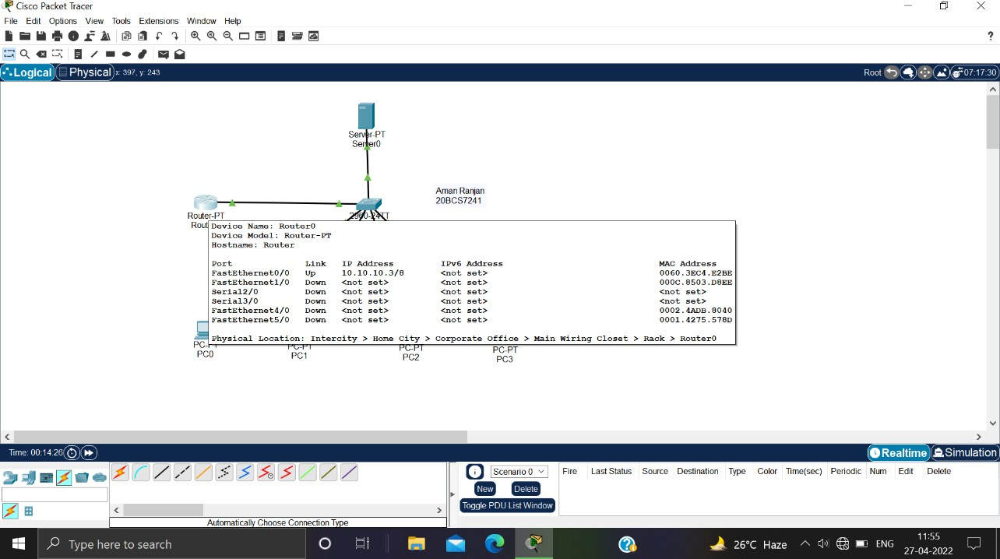 Cisco Packet Tracer
File Edit Options View Tools Extensions Window Help
?
Logical Physical x: 397, y: 243 Root 07:17:30
Server-PT
Server0
Aman Ranjan
20BCS7241
Router-PT
2960-24TT
Rout
Device Name: Router0
Device Model: Router-PT
Hostname: Router
Port Link IP Address IPv6 Address MAC Address
FastEthernet0/0 Up 10.10.10.3/8 <not set> 0060.3EC4.E2BE
FastEthernet1/0 Down <not set> <not set> 000C.8503.D8EE
Serial2/0 Down <not set> <not set> <not set>
Serial3/0 Down <not set> <not set> <not set>
FastEthernet4/0 Down <not set> <not set> 0002.4ADB.8040
FastEthernet5/0 Down <not set> <not set> 0001.4275.578D
Physical Location: Intercity > Home City > Corporate Office > Main Wiring Closet > Rack > Router0
PC-PT PC-PT PC-PT PC-PT
PC0 PC1 PC2 PC3
Time: 00:14:26 Realtime Simulation
Scenario 0 Fire Last Status Source Destination Type Color Time(sec) Periodic Num Edit Delete
New Delete
Toggle PDU List Window
Automatically Choose Connection Type
Type here to search 26°C Haze ENG 11:55
27-04-2022